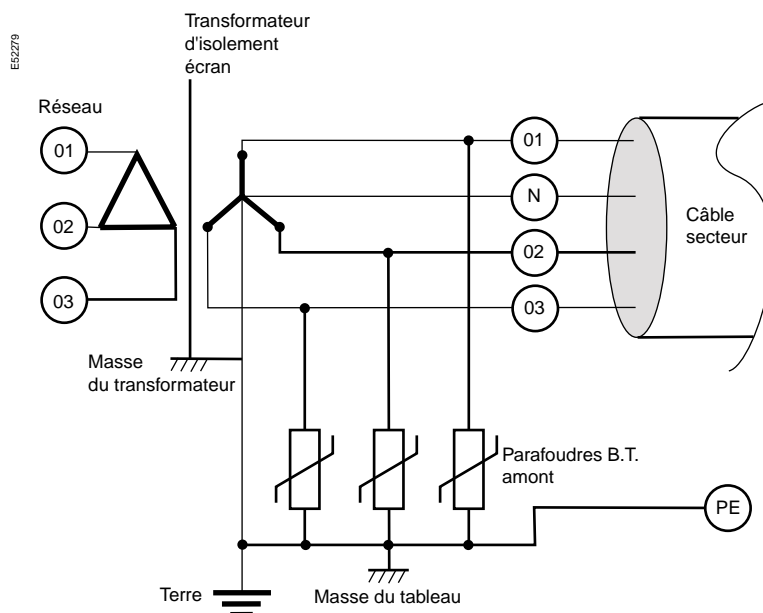 E52279
Transformateur
d'isolement
écran
Réseau
01
02
03
01
N
02
03
Câble
secteur
Masse
du transformateur
Parafoudres B.T.
amont
PE
Terre
Masse du tableau